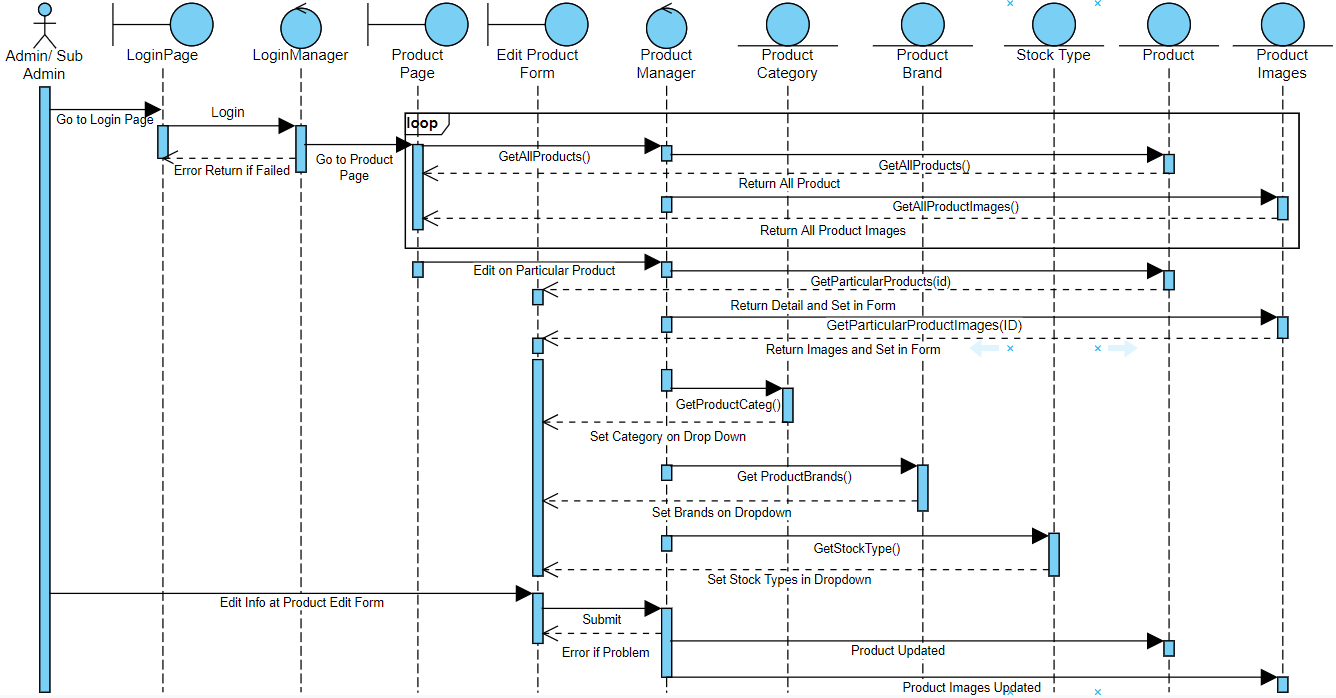 Admin/ Sub
Admin
LoginPage
LoginManager
Product
Page
Edit Product
Form
Product
Manager
Product
Category
Product
Brand
Stock Type
Product
Product
Images
Go to Login Page
Login
Error Return if Failed
Go to Product
Page
loop
GetAllProducts()
GetAllProducts()
Return All Product
GetAllProductImages()
Return All Product Images
Edit on Particular Product
GetParticularProducts(id)
Return Detail and Set in Form
GetParticularProductImages(ID)
Return Images and Set in Form
GetProductCateg()
Set Category on Drop Down
Get ProductBrands()
Set Brands on Dropdown
GetStockType()
Set Stock Types in Dropdown
Edit Info at Product Edit Form
Submit
Error if Problem
Product Updated
Product Images Updated